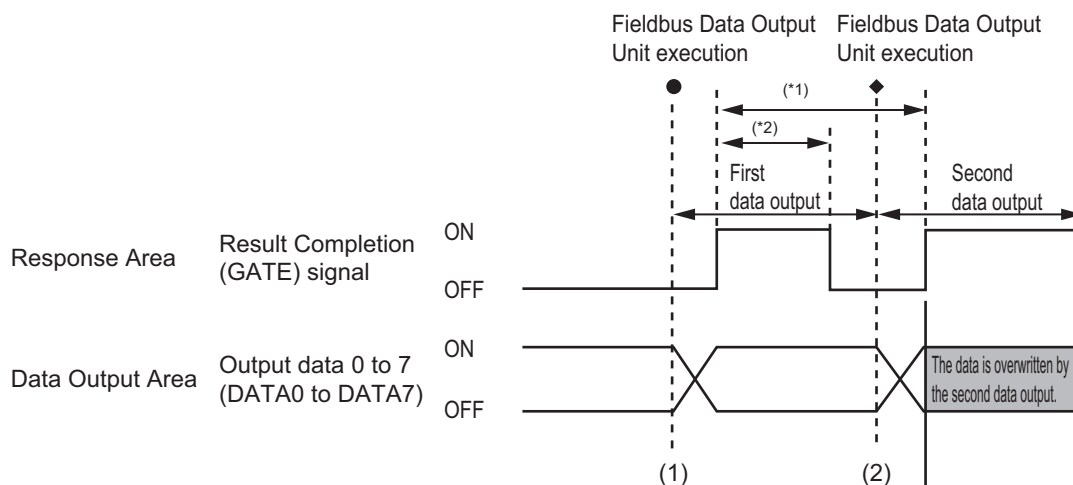 Fieldbus Data Output
Unit execution
Fieldbus Data Output
Unit execution
(*1)
(*2)
First
data output
Second
data output
Response Area
Result Completion
(GATE) signal
ON
OFF
Data Output Area
Output data 0 to 7
(DATA0 to DATA7)
ON
OFF
The data is overwritten by
the second data output.
(1)
(2)